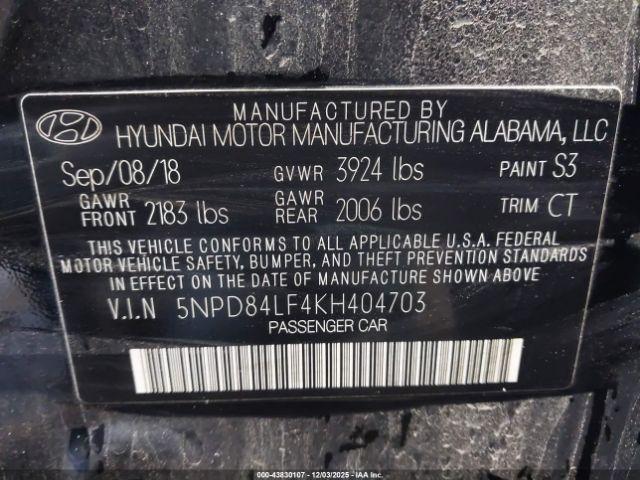 MANUFACTURED BY
HYUNDAI MOTOR MANUFACTURING ALABAMA, LLC
Sep/08/18 GVWR 3924 lbs PAINT S3
GAWR FRONT 2183 lbs GAWR REAR 2006 lbs TRIM CT
THIS VEHICLE CONFORMS TO ALL APPLICABLE U.S.A. FEDERAL
MOTOR VEHICLE SAFETY, BUMPER, AND THEFT PREVENTION STANDARDS
IN EFFECT ON THE DATE OF MANUFACTURE SHOWN ABOVE.
V.I.N 5NPD84LF4KH404703
PASSENGER CAR
000-43830107 - 12/03/2025 - IAAI.COM